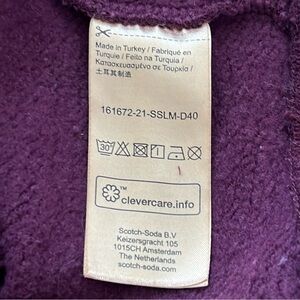 Made in Turkey / Fabriqué en
Turquie / Feito na Turquia /
Κατασκευασμένο σε Τουρκία /
土耳其制造
161672-21-SSLM-D40
30
clevercare.info
™
Scotch-Soda B.V
Keizersgracht 105
1015CH Amsterdam
The Netherlands
scotch-soda.com